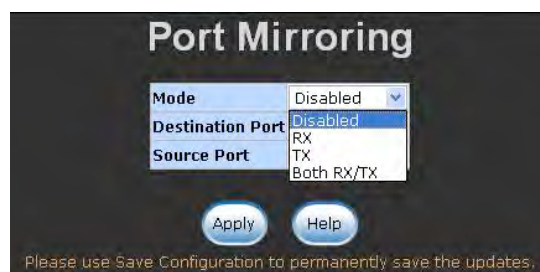 Port Mirroring
Mode Disabled
Destination Port Disabled
RX
Source Port TX
Both RX/TX
Apply Help
Please use Save Configuration to permanently save the updates.